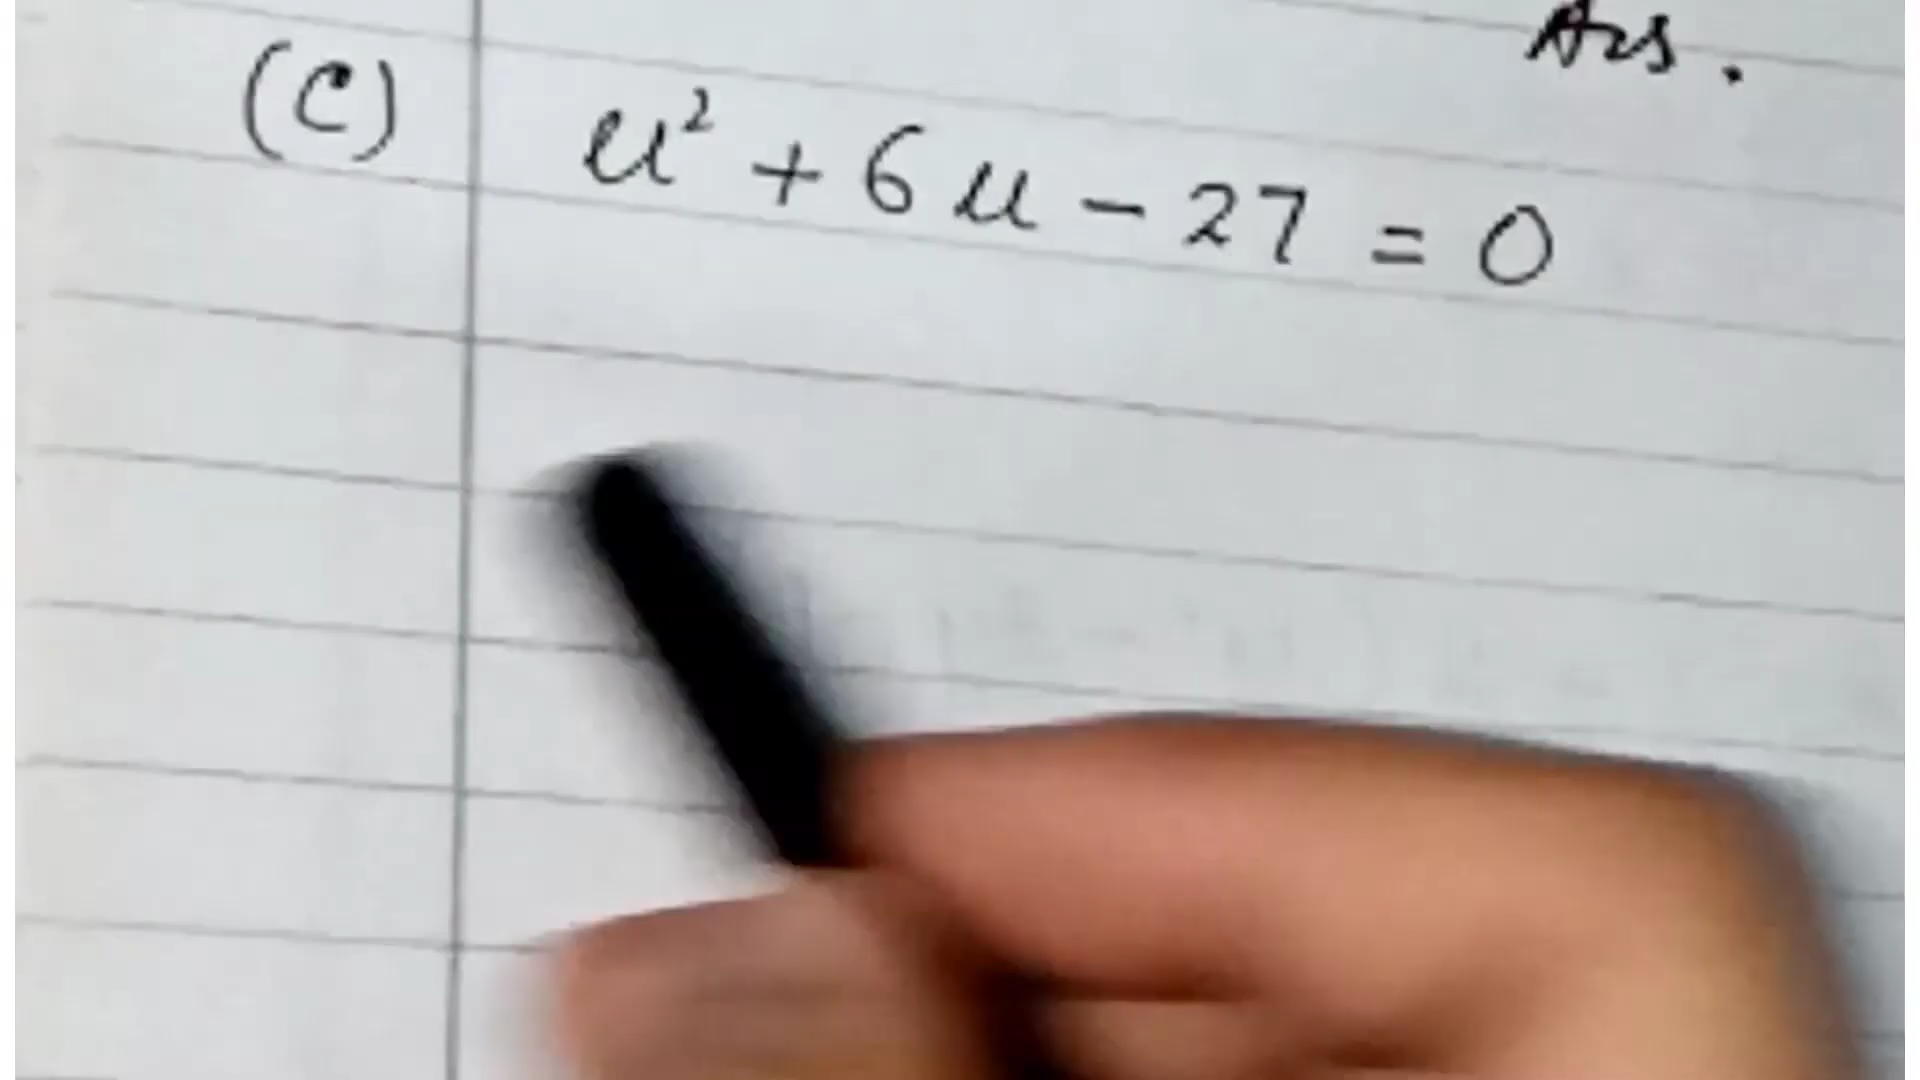 Ans.
(C) u² + 6u - 27 = 0